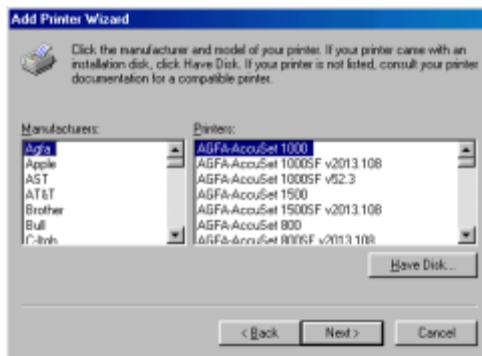 Add Printer Wizard
Click the manufacturer and model of your printer. If your printer came with an
installation disk, click Have Disk. If your printer is not listed, consult your printer
documentation for a compatible printer.
Manufacturers:
Agfa
Apple
AST
AT&T
Brother
Bull
C-Itoh
Printers:
AGFA-AccuSet 1000
AGFA-AccuSet 1000SF v2013.108
AGFA-AccuSet 1000SF v52.3
AGFA-AccuSet 1500
AGFA-AccuSet 1500SF v2013.108
AGFA-AccuSet 800
AGFA-AccuSet 800SF v2013.108
Have Disk...
< Back
Next >
Cancel